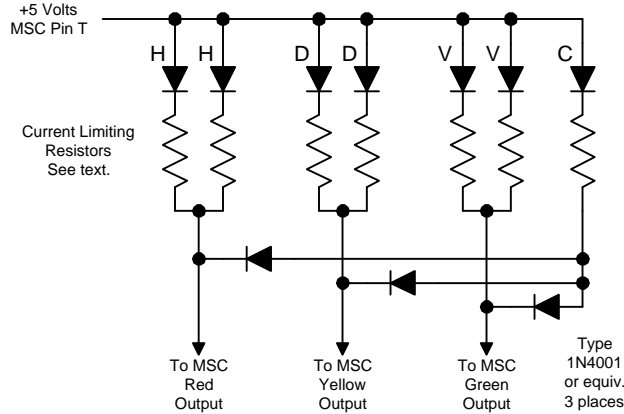 +5 Volts
MSC Pin T
H H D D V V C
Current Limiting
Resistors
See text.
To MSC
Red
Output
To MSC
Yellow
Output
To MSC
Green
Output
Type
1N4001
or equiv.
3 places